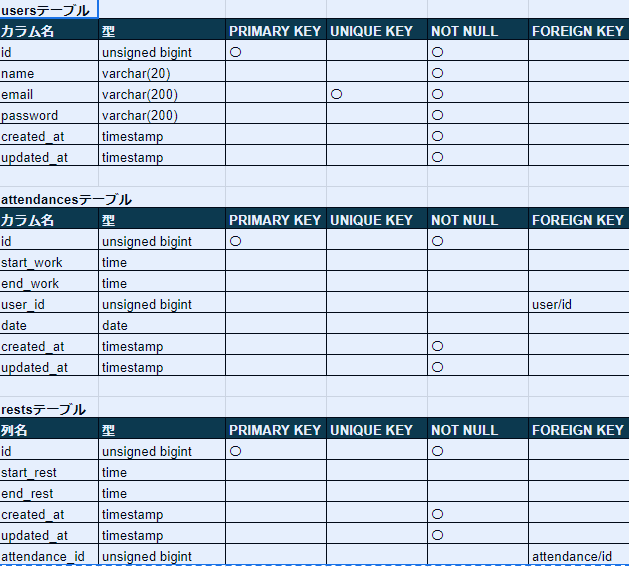 usersテーブル
カラム名 型 PRIMARY KEY UNIQUE KEY NOT NULL FOREIGN KEY
id unsigned bigint ○ ○
name varchar(20) ○
email varchar(200) ○ ○
password varchar(200) ○
created_at timestamp ○
updated_at timestamp ○
attendancesテーブル
カラム名 型 PRIMARY KEY UNIQUE KEY NOT NULL FOREIGN KEY
id unsigned bigint ○ ○
start_work time
end_work time
user_id unsigned bigint user/id
date date
created_at timestamp ○
updated_at timestamp ○
restsテーブル
列名 型 PRIMARY KEY UNIQUE KEY NOT NULL FOREIGN KEY
id unsigned bigint ○ ○
start_rest time
end_rest time
created_at timestamp ○
updated_at timestamp ○
attendance_id unsigned bigint attendance/id